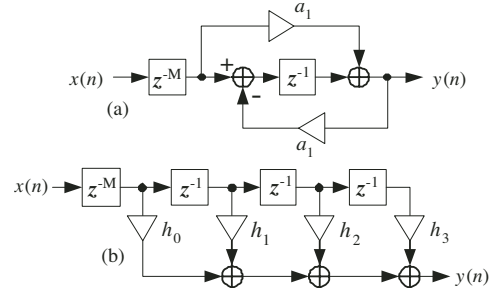 a₁
x(n) z⁻ᴹ + - z⁻¹ y(n)
(a)
a₁
x(n) z⁻ᴹ z⁻¹ z⁻¹ z⁻¹
h₀ h₁ h₂ h₃
(b)
y(n)